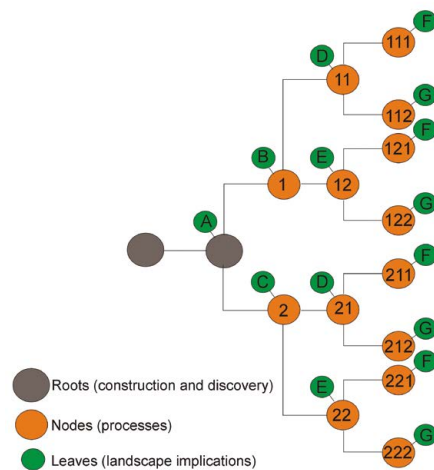 F
111
D
11
G
112
F
121
B
E
1
12
G
122
A
F
211
C
D
2
21
G
212
F
221
E
22
G
222
Roots (construction and discovery)
Nodes (processes)
Leaves (landscape implications)